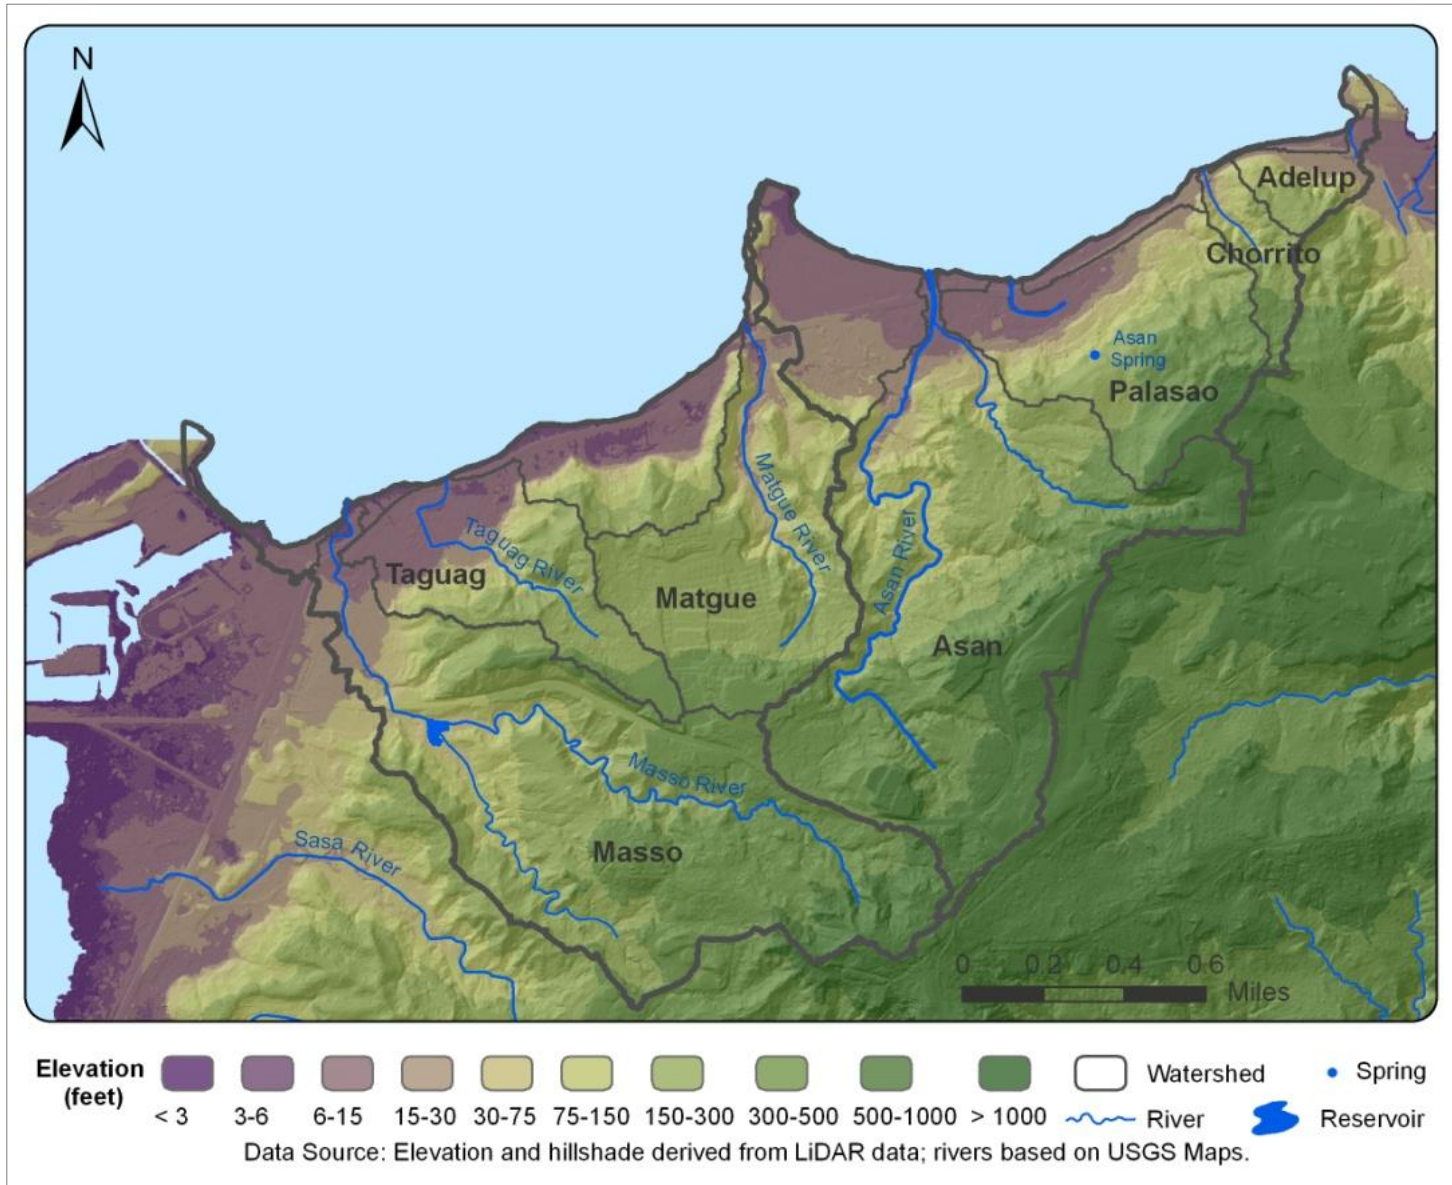 N
Adelup
Chorrito
Asan
Spring
Palasao
Matgue River
Taguag River
Asan River
Taguag
Matgue
Asan
Masso River
Sasa River
Masso
0 0.2 0.4 0.6
Miles
Elevation
(feet)
< 3 3-6 6-15 15-30 30-75 75-150 150-300 300-500 500-1000 > 1000
Watershed
Spring
River
Reservoir
Data Source: Elevation and hillshade derived from LiDAR data; rivers based on USGS Maps.